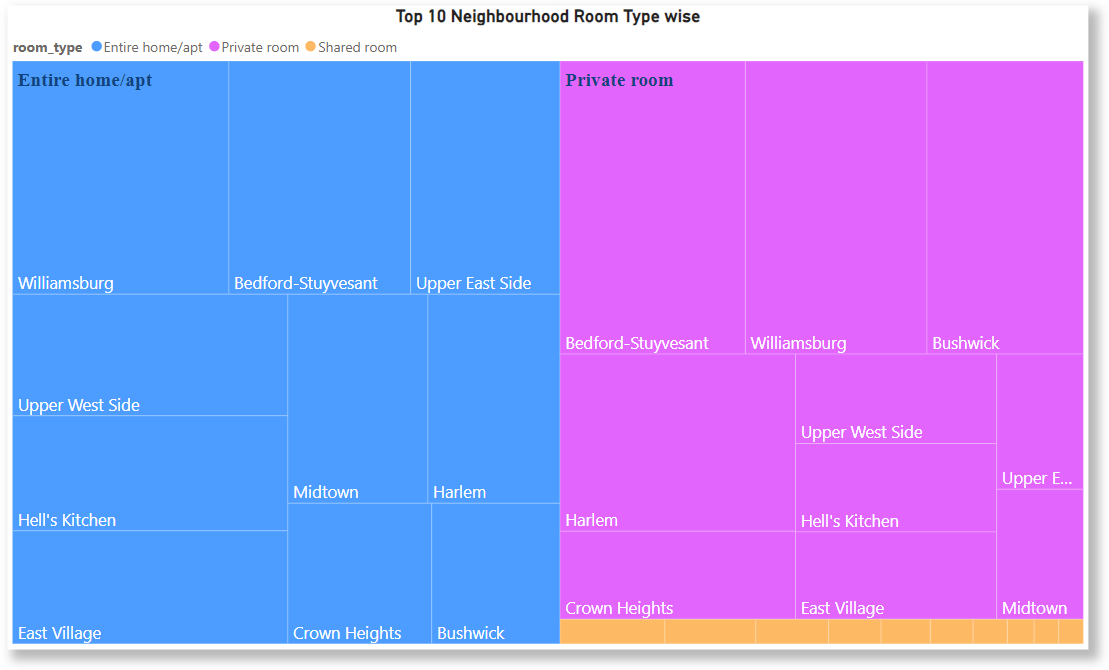 Top 10 Neighbourhood Room Type wise
room_type Entire home/apt Private room Shared room
Entire home/apt
Williamsburg
Bedford-Stuyvesant
Upper East Side
Upper West Side
Hell's Kitchen
East Village
Midtown
Harlem
Crown Heights
Bushwick
Private room
Bedford-Stuyvesant
Williamsburg
Bushwick
Harlem
Crown Heights
Upper West Side
Hell's Kitchen
East Village
Upper E...
Midtown